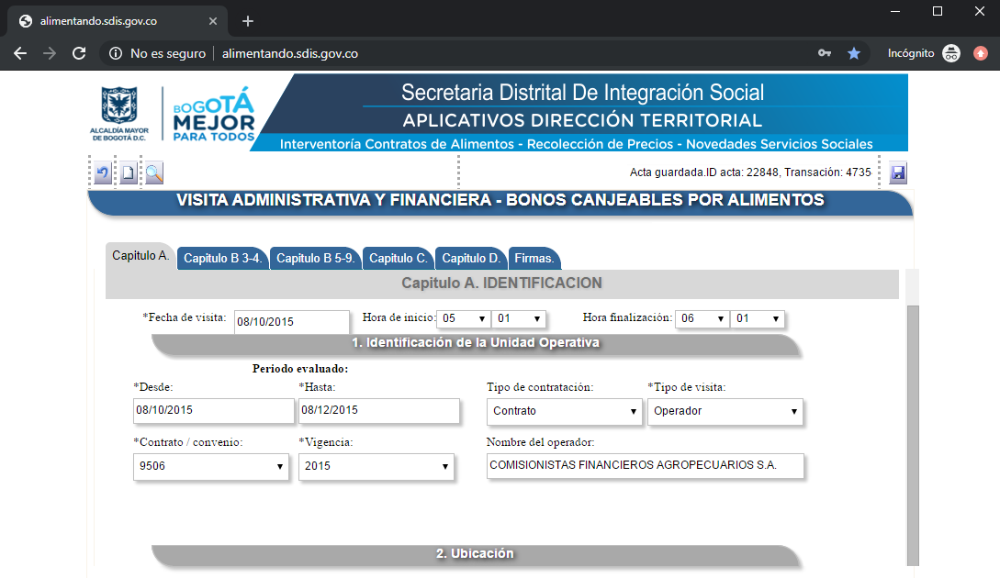 alimentando.sdis.gov.co
No es seguro alimentando.sdis.gov.co Incógnito
ALCALDÍA MAYOR
DE BOGOTÁ D.C.
BOGOTÁ
MEJOR
PARA TODOS
Secretaria Distrital De Integración Social
APLICATIVOS DIRECCIÓN TERRITORIAL
Interventoría Contratos de Alimentos - Recolección de Precios - Novedades Servicios Sociales
Acta guardada.ID acta: 22848, Transación: 4735
VISITA ADMINISTRATIVA Y FINANCIERA - BONOS CANJEABLES POR ALIMENTOS
Capitulo A. Capitulo B 3-4. Capitulo B 5-9. Capitulo C. Capitulo D. Firmas.
Capitulo A. IDENTIFICACION
*Fecha de visita: 08/10/2015 Hora de inicio: 05 01 Hora finalización: 06 01
1. Identificación de la Unidad Operativa
Periodo evaluado:
*Desde: *Hasta: Tipo de contratación: *Tipo de visita:
08/10/2015 08/12/2015 Contrato Operador
*Contrato / convenio: *Vigencia: Nombre del operador:
9506 2015 COMISIONISTAS FINANCIEROS AGROPECUARIOS S.A.
2. Ubicación